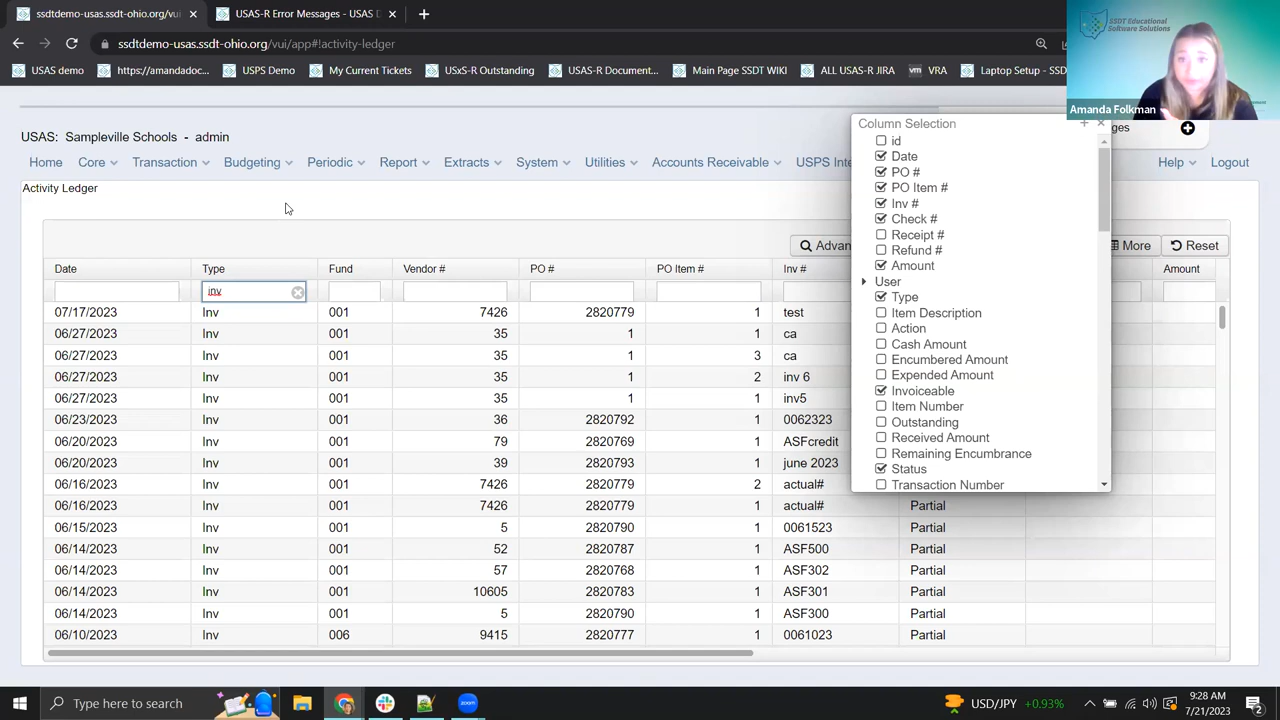 ssdtdemo-usas.ssdt-ohio.org/vui
USAS-R Error Messages - USAS D
ssdtdemo-usas.ssdt-ohio.org/vui/app#!activity-ledger
USAS demo
https://amandadoc...
USPS Demo
My Current Tickets
USxS-R Onboarding
USAS-R Document...
Main Page SSDT WIKI
ALL USAS-R JIRA
VRA
Laptop Setup - SSD
SSDT Educational
Software Solutions
Amanda Folkman
USAS: Sampleville Schools - admin
ges
Home Core Transaction Budgeting Periodic Report Extracts System Utilities Accounts Receivable USPS Inte Help Logout
Activity Ledger
Advan More Reset
Date Type Fund Vendor # PO # PO Item # Inv # Amount
inv
07/17/2023 Inv 001 7426 2820779 1 test
06/27/2023 Inv 001 35 1 1 ca
06/27/2023 Inv 001 35 1 3 ca
06/27/2023 Inv 001 35 1 2 inv 6
06/27/2023 Inv 001 35 1 1 inv5
06/23/2023 Inv 001 36 2820792 1 0062323
06/20/2023 Inv 001 79 2820769 1 ASFcredit
06/20/2023 Inv 001 39 2820793 1 june 2023
06/16/2023 Inv 001 7426 2820779 2 actual#
06/16/2023 Inv 001 7426 2820779 1 actual# Partial
06/15/2023 Inv 001 5 2820790 1 0061523 Partial
06/14/2023 Inv 001 52 2820787 1 ASF500 Partial
06/14/2023 Inv 001 57 2820768 1 ASF302 Partial
06/14/2023 Inv 001 10605 2820783 1 ASF301 Partial
06/14/2023 Inv 001 5 2820790 1 ASF300 Partial
06/10/2023 Inv 006 9415 2820777 1 0061023 Partial
Column Selection
id
Date
PO #
PO Item #
Inv #
Check #
Receipt #
Refund #
Amount
User
Type
Item Description
Action
Cash Amount
Encumbered Amount
Expended Amount
Invoiceable
Item Number
Outstanding
Received Amount
Remaining Encumbrance
Status
Transaction Number
Type here to search
USD/JPY +0.93%
9:28 AM
7/21/2023
2